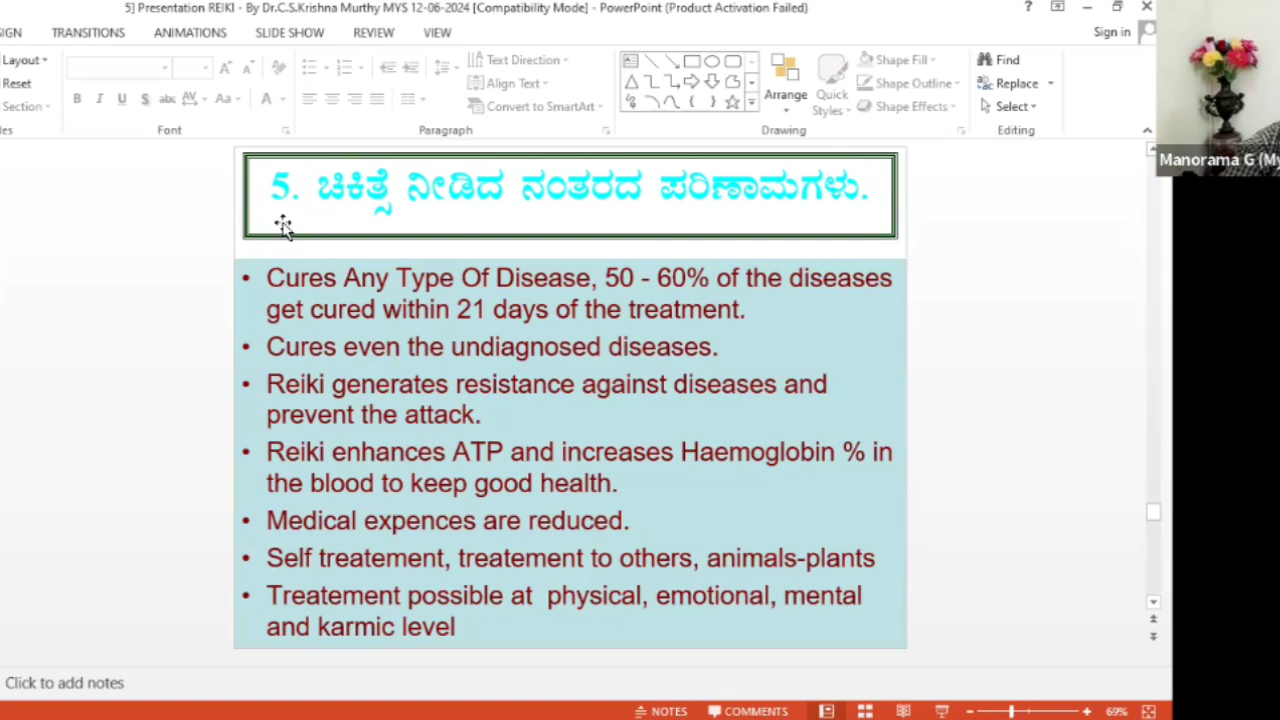 5] Presentation REIKI - By Dr.C.S.Krishna Murthy MYS 12-06-2024 [Compatibility Mode] - PowerPoint (Product Activation Failed)
?
SIGN TRANSITIONS ANIMATIONS SLIDE SHOW REVIEW VIEW
Sign in
Layout
Reset
Section
B I U S abc AV Aa A
Font
Text Direction
Align Text
Convert to SmartArt
Paragraph
Arrange
Quick
Styles
Shape Fill
Shape Outline
Shape Effects
Drawing
Find
Replace
Select
Editing
Manorama G (My
5. ಚಿಕಿತ್ಸೆ ನೀಡಿದ ನಂತರದ ಪರಿಣಾಮಗಳು.
• Cures Any Type Of Disease, 50 - 60% of the diseases
get cured within 21 days of the treatment.
• Cures even the undiagnosed diseases.
• Reiki generates resistance against diseases and
prevent the attack.
• Reiki enhances ATP and increases Haemoglobin % in
the blood to keep good health.
• Medical expences are reduced.
• Self treatement, treatement to others, animals-plants
• Treatement possible at physical, emotional, mental
and karmic level
Click to add notes
NOTES COMMENTS 69%